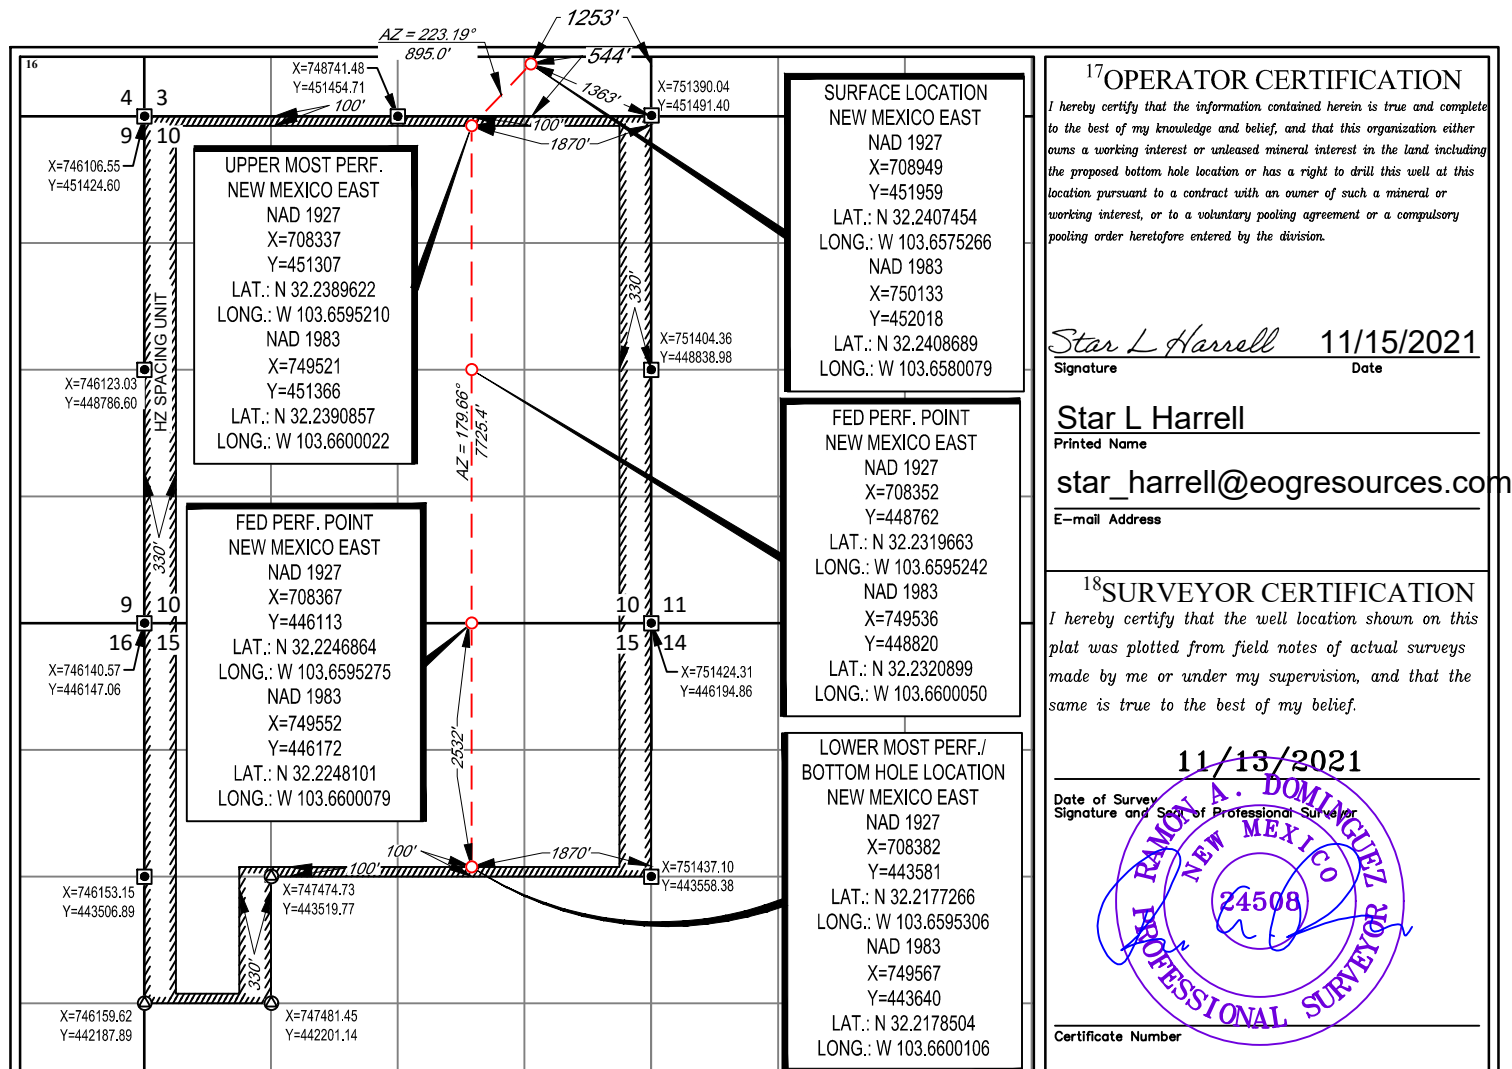 16
1253'
AZ = 223.19°
895.0'
544'
1363'
X=748741.48
Y=451454.71
X=751390.04
Y=451491.40
4 3
9 10
100'
100'
1870'
X=746106.55
Y=451424.60
UPPER MOST PERF.
NEW MEXICO EAST
NAD 1927
X=708337
Y=451307
LAT.: N 32.2389622
LONG.: W 103.6595210
NAD 1983
X=749521
Y=451366
LAT.: N 32.2390857
LONG.: W 103.6600022
SURFACE LOCATION
NEW MEXICO EAST
NAD 1927
X=708949
Y=451959
LAT.: N 32.2407454
LONG.: W 103.6575266
NAD 1983
X=750133
Y=452018
LAT.: N 32.2408689
LONG.: W 103.6580079
HZ SPACING UNIT
330'
X=751404.36
Y=448838.98
X=746123.03
Y=448786.60
AZ = 179.66°
7725.4'
330'
FED PERF. POINT
NEW MEXICO EAST
NAD 1927
X=708352
Y=448762
LAT.: N 32.2319663
LONG.: W 103.6595242
NAD 1983
X=749536
Y=448820
LAT.: N 32.2320899
LONG.: W 103.6600050
FED PERF. POINT
NEW MEXICO EAST
NAD 1927
X=708367
Y=446113
LAT.: N 32.2246864
LONG.: W 103.6595275
NAD 1983
X=749552
Y=446172
LAT.: N 32.2248101
LONG.: W 103.6600079
9 10
16 15
10 11
15 14
X=746140.57
Y=446147.06
X=751424.31
Y=446194.86
2532'
LOWER MOST PERF./
BOTTOM HOLE LOCATION
NEW MEXICO EAST
NAD 1927
X=708382
Y=443581
LAT.: N 32.2177266
LONG.: W 103.6595306
NAD 1983
X=749567
Y=443640
LAT.: N 32.2178504
LONG.: W 103.6600106
100'
100'
1870'
X=751437.10
Y=443558.38
X=746153.15
Y=443506.89
X=747474.73
Y=443519.77
330'
X=746159.62
Y=442187.89
X=747481.45
Y=442201.14
17OPERATOR CERTIFICATION
I hereby certify that the information contained herein is true and complete
to the best of my knowledge and belief, and that this organization either
owns a working interest or unleased mineral interest in the land including
the proposed bottom hole location or has a right to drill this well at this
location pursuant to a contract with an owner of such a mineral or
working interest, or to a voluntary pooling agreement or a compulsory
pooling order heretofore entered by the division.
Star L Harrell 11/15/2021
Signature Date
Star L Harrell
Printed Name
star_harrell@eogresources.com
E-mail Address
18SURVEYOR CERTIFICATION
I hereby certify that the well location shown on this
plat was plotted from field notes of actual surveys
made by me or under my supervision, and that the
same is true to the best of my belief.
11/13/2021
Date of Survey
Signature and Seal of Professional Surveyor
RAMON A. DOMINGUEZ
NEW MEXICO
24508
PROFESSIONAL SURVEYOR
Certificate Number